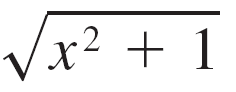 √(x² + 1)